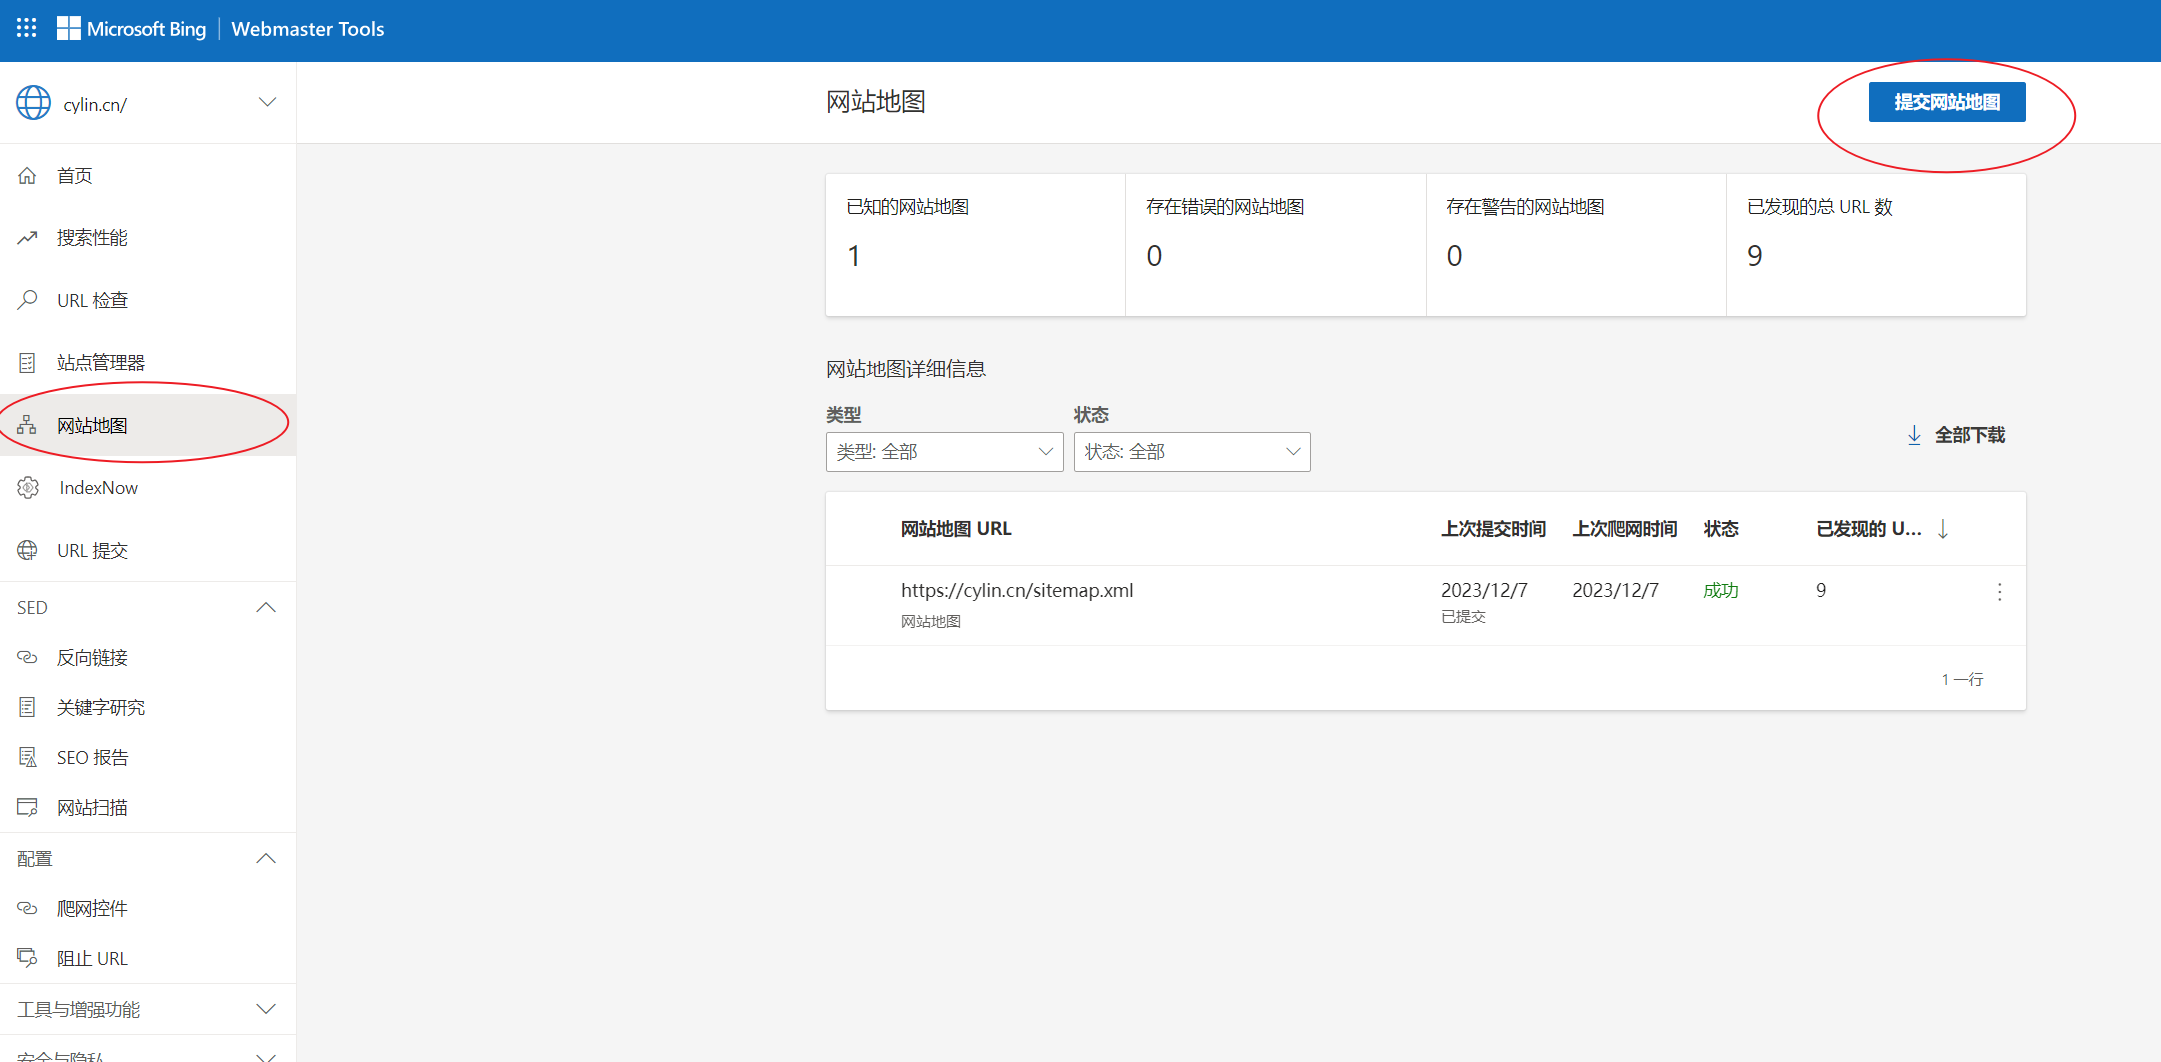 Microsoft Bing | Webmaster Tools
cylin.cn/
首页
搜索性能
URL 检查
站点管理器
网站地图
IndexNow
URL 提交
SED
反向链接
关键字研究
SEO 报告
网站扫描
配置
爬网控件
阻止 URL
工具与增强功能
安全与隐私
网站地图
提交网站地图
已知的网站地图
1
存在错误的网站地图
0
存在警告的网站地图
0
已发现的总 URL 数
9
网站地图详细信息
类型
类型: 全部
状态
状态: 全部
全部下载
网站地图 URL 上次提交时间 上次爬网时间 状态 已发现的 U...
https://cylin.cn/sitemap.xml 2023/12/7 2023/12/7 成功 9
网站地图 已提交
1 一行